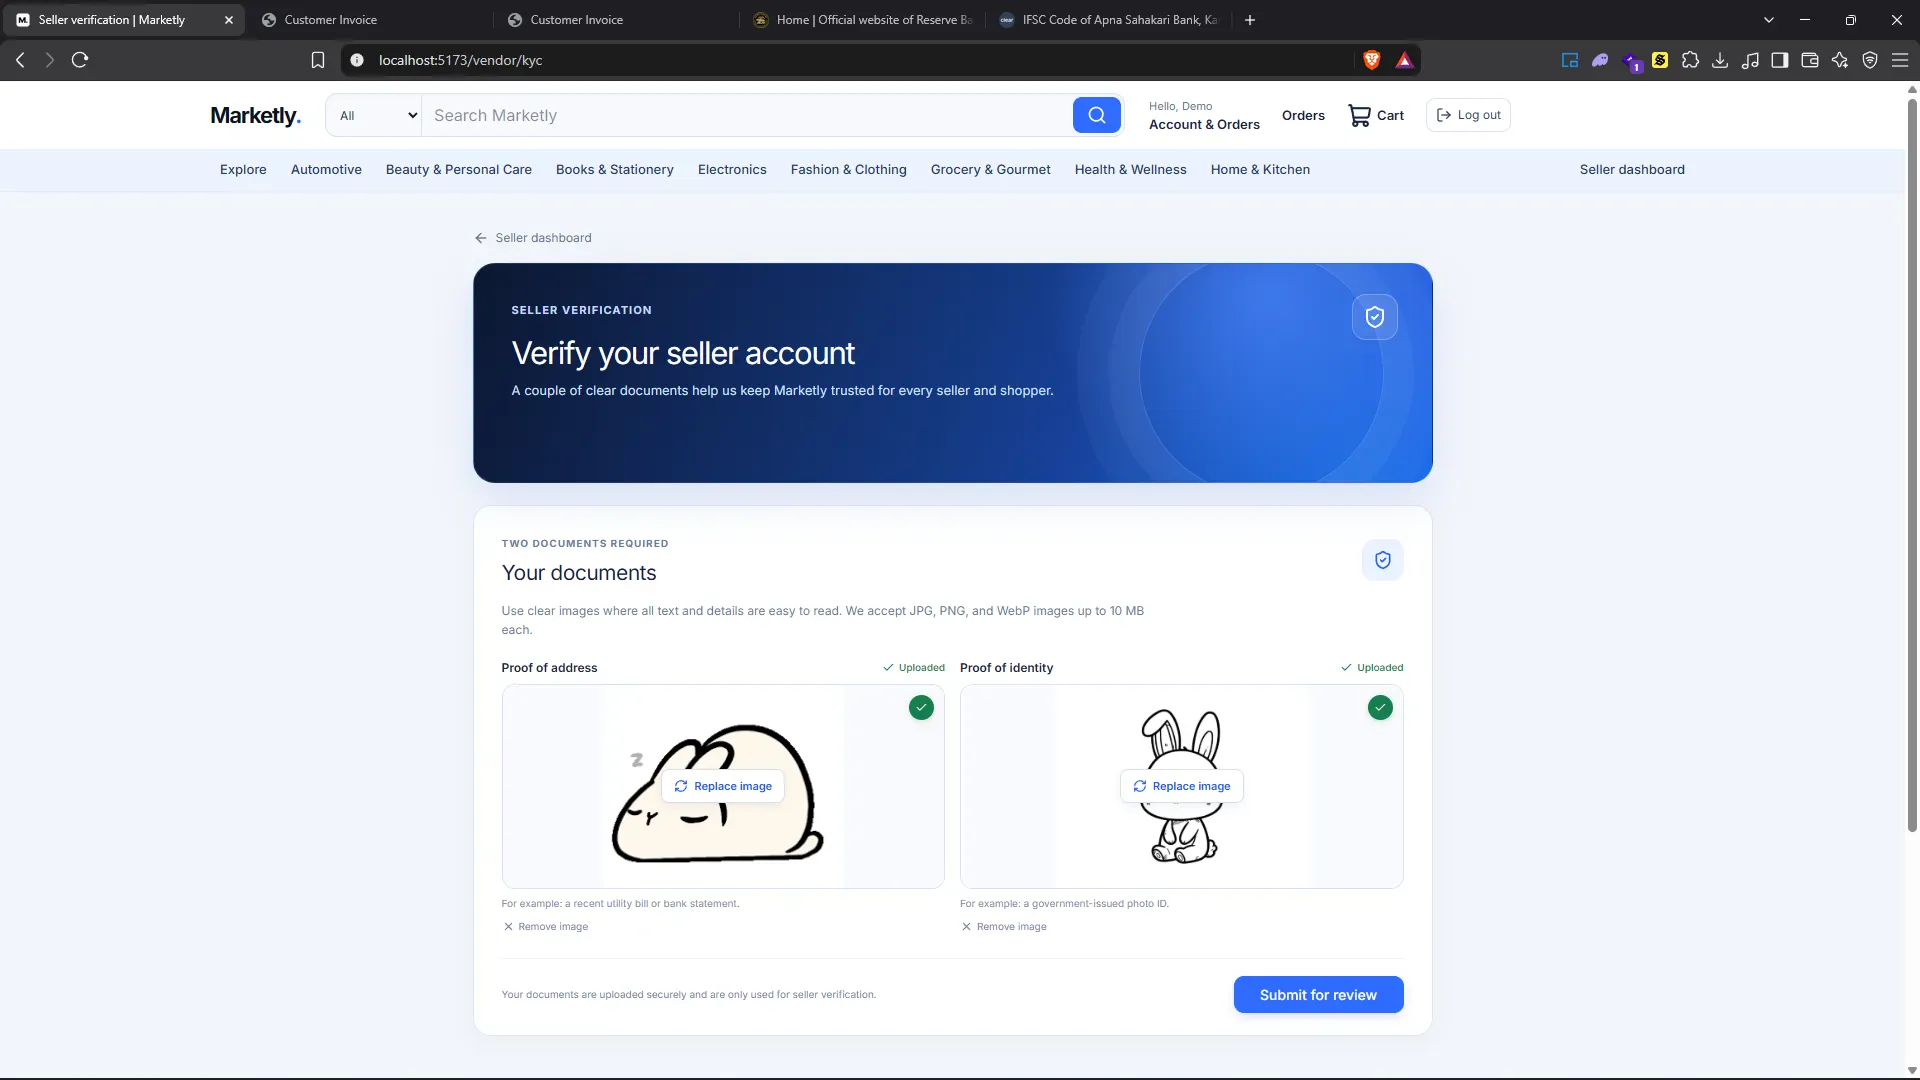 Seller verification | Marketly
Customer Invoice
Customer Invoice
Home | Official website of Reserve Ba
IFSC Code of Apna Sahakari Bank, Ka
localhost:5173/vendor/kyc
1
Marketly.
All
Search Marketly
Hello, Demo
Account & Orders
Orders
Cart
Log out
Explore
Automotive
Beauty & Personal Care
Books & Stationery
Electronics
Fashion & Clothing
Grocery & Gourmet
Health & Wellness
Home & Kitchen
Seller dashboard
Seller dashboard
SELLER VERIFICATION
Verify your seller account
A couple of clear documents help us keep Marketly trusted for every seller and shopper.
TWO DOCUMENTS REQUIRED
Your documents
Use clear images where all text and details are easy to read. We accept JPG, PNG, and WebP images up to 10 MB
each.
Proof of address
Uploaded
Proof of identity
Uploaded
z
Replace image
Replace image
For example: a recent utility bill or bank statement.
For example: a government-issued photo ID.
Remove image
Remove image
Your documents are uploaded securely and are only used for seller verification.
Submit for review